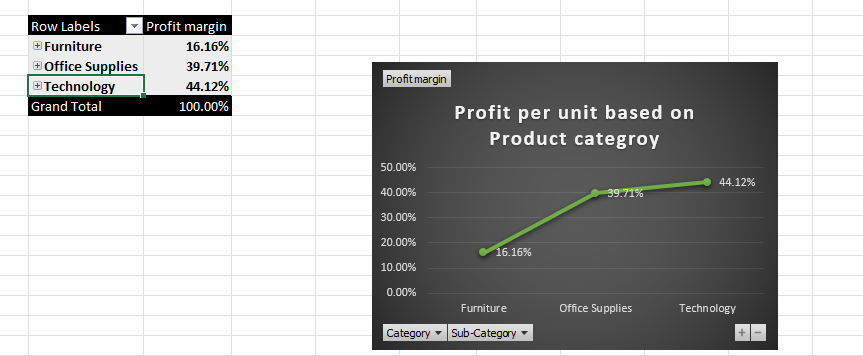 Row Labels Profit margin
Furniture 16.16%
Office Supplies 39.71%
Technology 44.12%
Grand Total 100.00%
Profit margin
Profit per unit based on
Product categroy
50.00%
40.00%
30.00%
20.00%
10.00%
0.00%
16.16%
39.71%
44.12%
Furniture Office Supplies Technology
Category Sub-Category + −